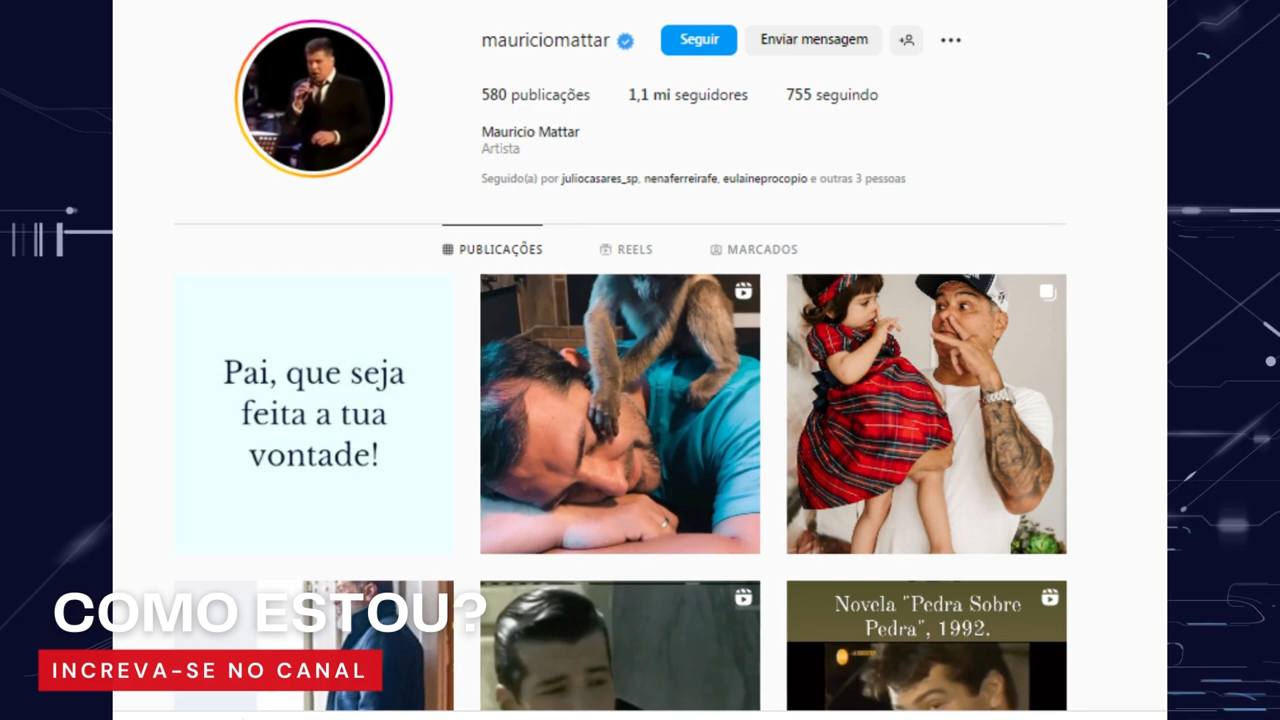 mauriciomattar
Seguir
Enviar mensagem
580 publicações
1,1 mi seguidores
755 seguindo
Mauricio Mattar
Artista
Seguido(a) por juliocasares_sp, nenaferreirafe, eulaineprocopio e outras 3 pessoas
PUBLICAÇÕES
REELS
MARCADOS
Pai, que seja
feita a tua
vontade!
Novela "Pedra Sobre
Pedra", 1992.
COMO ESTOU?
INCREVA-SE NO CANAL